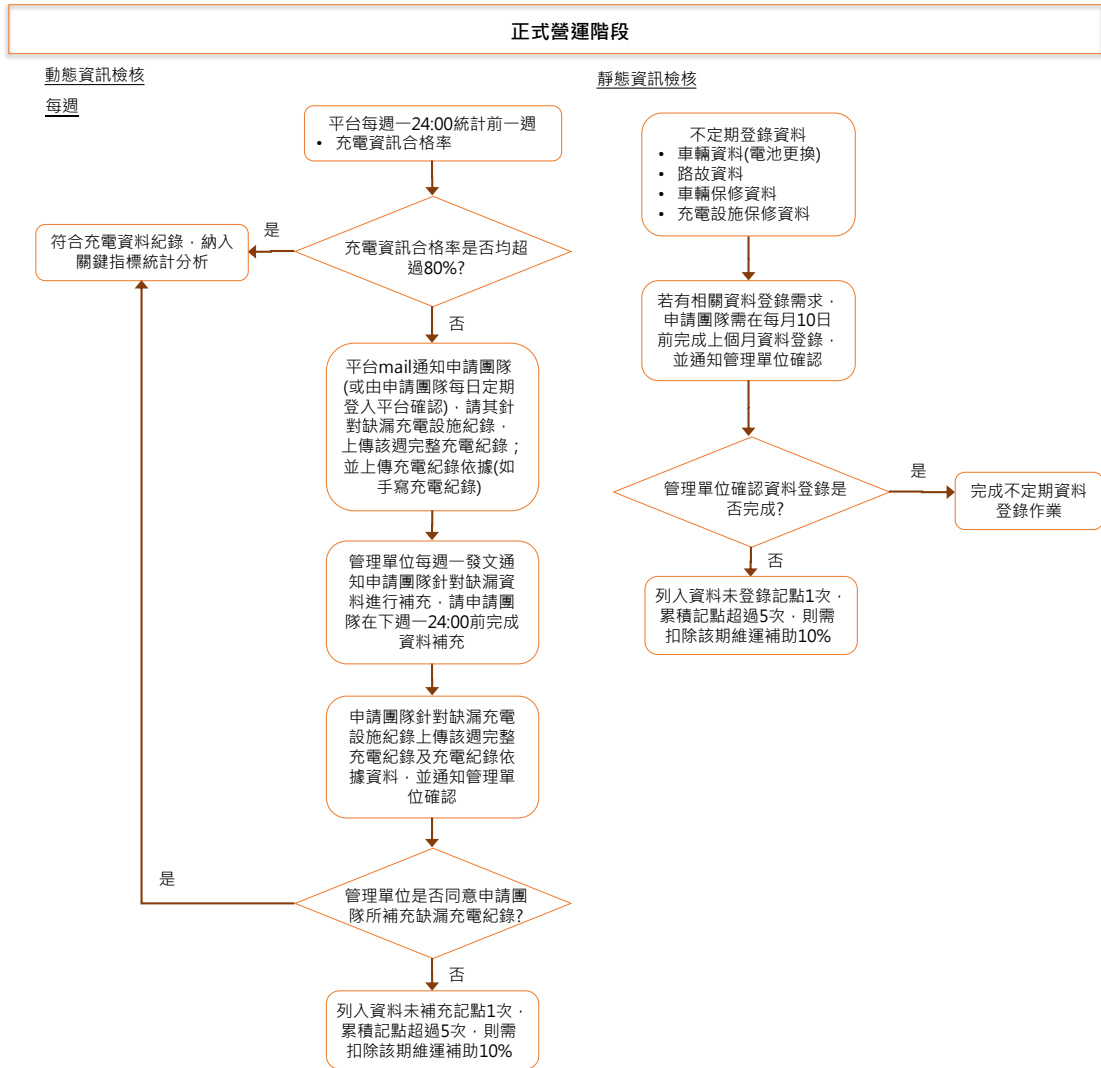 正式營運階段
動態資訊檢核
每週
平台每週一24:00統計前一週
• 充電資訊合格率
充電資訊合格率是否均超
過80%?
是
符合充電資料紀錄，納入
關鍵指標統計分析
否
平台mail通知申請團隊
(或由申請團隊每日定期
登入平台確認)，請其針
對缺漏充電設施紀錄，
上傳該週完整充電紀錄；
並上傳充電紀錄依據(如
手寫充電紀錄)
管理單位每週一發文通
知申請團隊針對缺漏資
料進行補充，請申請團
隊在下週一24:00前完成
資料補充
申請團隊針對缺漏充電
設施紀錄上傳該週完整
充電紀錄及充電紀錄依
據資料，並通知管理單
位確認
管理單位是否同意申請團
隊所補充缺漏充電紀錄?
是
否
列入資料未補充記點1次，
累積記點超過5次，則需
扣除該期維運補助10%
靜態資訊檢核
不定期登錄資料
• 車輛資料(電池更換)
• 路故資料
• 車輛保修資料
• 充電設施保修資料
若有相關資料登錄需求，
申請團隊需在每月10日
前完成上個月資料登錄，
並通知管理單位確認
管理單位確認資料登錄是
否完成?
是
完成不定期資料
登錄作業
否
列入資料未登錄記點1次，
累積記點超過5次，則需
扣除該期維運補助10%